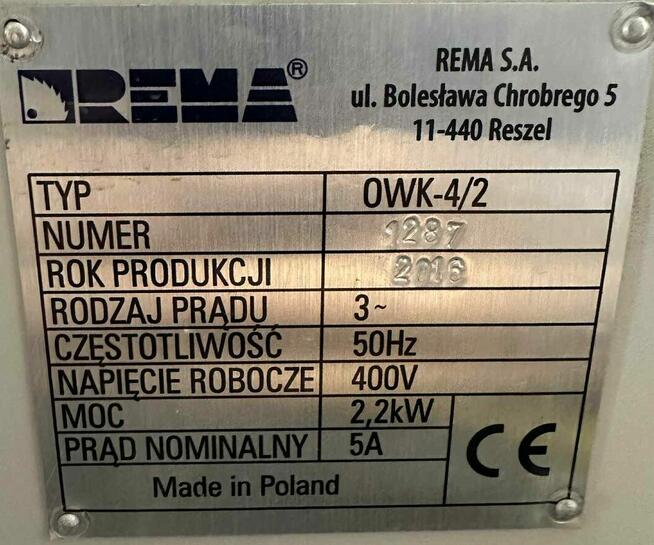 REMA®
REMA S.A.
ul. Bolesława Chrobrego 5
11-440 Reszel
TYP OWK-4/2
NUMER 1287
ROK PRODUKCJI 2016
RODZAJ PRĄDU 3~
CZĘSTOTLIWOŚĆ 50Hz
NAPIĘCIE ROBOCZE 400V
MOC 2,2kW
PRĄD NOMINALNY 5A
CE
Made in Poland